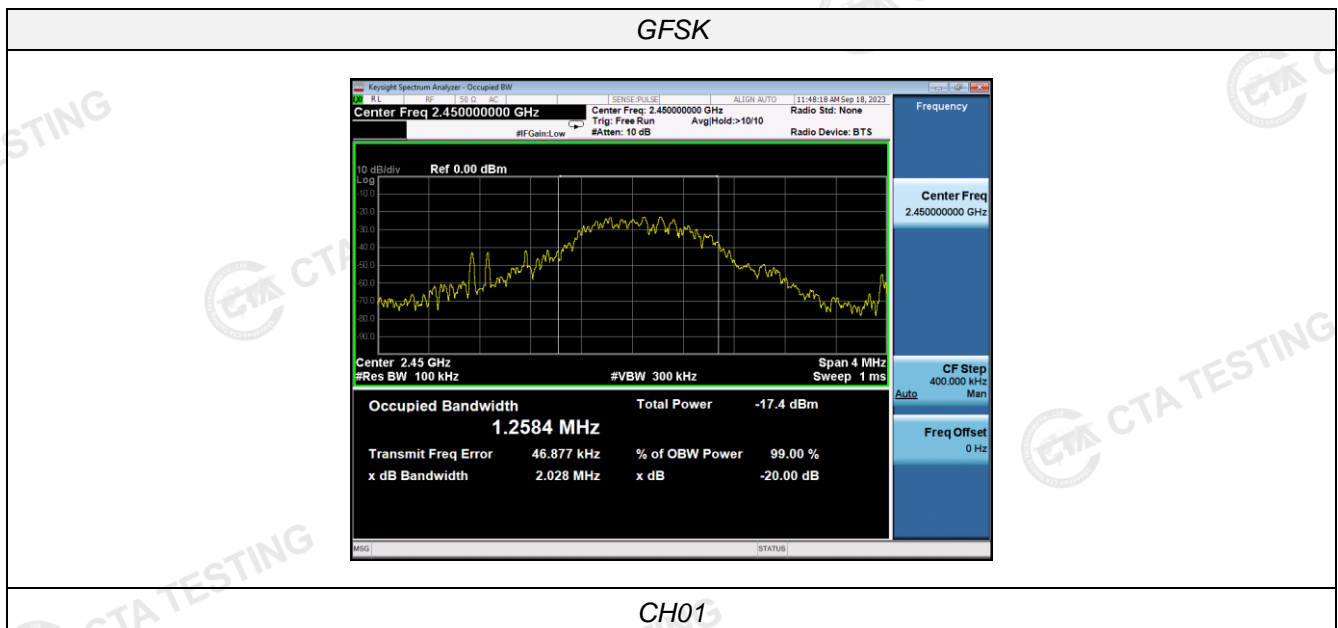 GFSK
Keysight Spectrum Analyzer - Occupied BW
RL RF 50 Ω AC SENSE:PULSE ALIGN AUTO 11:48:18 AM Sep 18, 2023
Center Freq 2.450000000 GHz
Center Freq: 2.450000000 GHz
Radio Std: None
Trig: Free Run Avg|Hold:>10/10
#IFGain:Low #Atten: 10 dB
Radio Device: BTS
Frequency
10 dB/div Ref 0.00 dBm
Log
-10.0
-20.0
-30.0
-40.0
-50.0
-60.0
-70.0
-80.0
-90.0
Center 2.45 GHz
Span 4 MHz
#Res BW 100 kHz #VBW 300 kHz Sweep 1 ms
Center Freq
2.450000000 GHz
CF Step
400.000 kHz
Auto Man
Freq Offset
0 Hz
Occupied Bandwidth Total Power -17.4 dBm
1.2584 MHz
Transmit Freq Error 46.877 kHz % of OBW Power 99.00 %
x dB Bandwidth 2.028 MHz x dB -20.00 dB
MSG STATUS
CH01
CTA TESTING
CTA TESTING